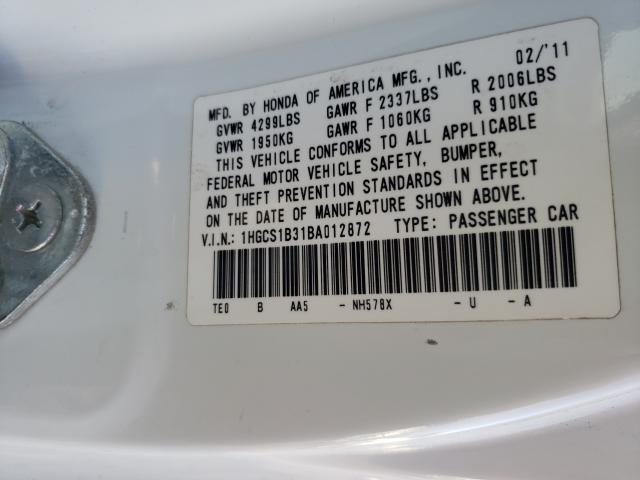 02/'11
MFD. BY HONDA OF AMERICA MFG., INC.
GVWR 4299LBS GAWR F 2337LBS R 2006LBS
GVWR 1950KG GAWR F 1060KG R 910KG
THIS VEHICLE CONFORMS TO ALL APPLICABLE
FEDERAL MOTOR VEHICLE SAFETY, BUMPER,
AND THEFT PREVENTION STANDARDS IN EFFECT
ON THE DATE OF MANUFACTURE SHOWN ABOVE.
V.I.N.: 1HGCS1B31BA012872 TYPE: PASSENGER CAR
TE0 B AA5 - NH578X - U - A